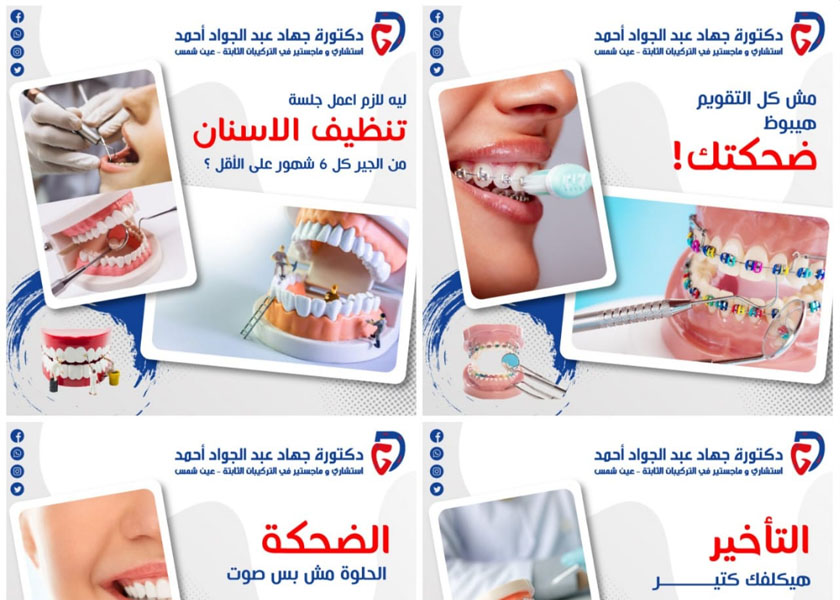 دكتورة جهاد عبد الجواد أحمد
استشاري و ماجستير في التركيبات الثابتة - عين شمس
ليه لازم اعمل جلسة
تنظيف الاسنان
من الجير كل 6 شهور على الأقل ؟
دكتورة جهاد عبد الجواد أحمد
استشاري و ماجستير في التركيبات الثابتة - عين شمس
مش كل التقويم
هيبوظ
ضحكتك!
دكتورة جهاد عبد الجواد أحمد
استشاري و ماجستير في التركيبات الثابتة - عين شمس
الضحكة
الحلوة مش بس صوت
دكتورة جهاد عبد الجواد أحمد
استشاري و ماجستير في التركيبات الثابتة - عين شمس
التأخير
هيكلفك كتيـــــــــر